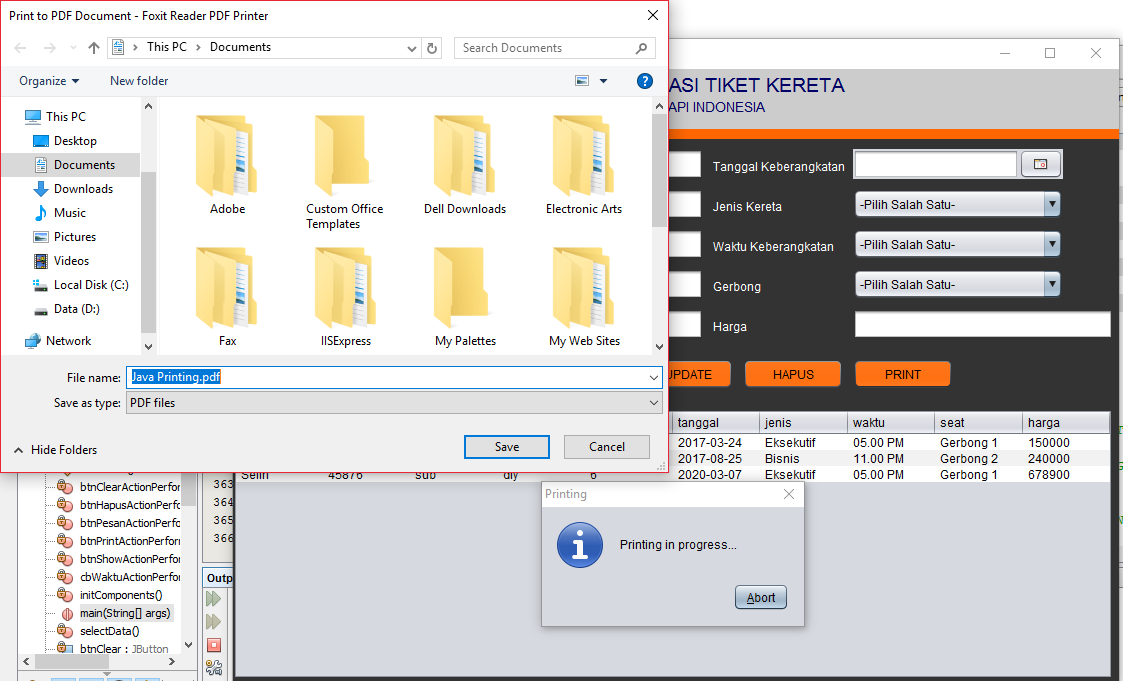 Print to PDF Document - Foxit Reader PDF Printer
This PC > Documents
Search Documents
Organize
New folder
This PC
Desktop
Documents
Downloads
Music
Pictures
Videos
Local Disk (C:)
Data (D:)
Network
Adobe
Custom Office
Templates
Dell Downloads
Electronic Arts
Fax
IISExpress
My Palettes
My Web Sites
File name: Java Printing.pdf
Save as type: PDF files
Hide Folders
Save
Cancel
ASI TIKET KERETA
API INDONESIA
Tanggal Keberangkatan
Jenis Kereta -Pilih Salah Satu-
Waktu Keberangkatan -Pilih Salah Satu-
Gerbong -Pilih Salah Satu-
Harga
UPDATE HAPUS PRINT
tanggal jenis waktu seat harga
2017-03-24 Eksekutif 05.00 PM Gerbong 1 150000
2017-08-25 Bisnis 11.00 PM Gerbong 2 240000
Selin 45876 sub diy 6 2020-03-07 Eksekutif 05.00 PM Gerbong 1 678900
Printing
Printing in progress...
Abort
btnClearActionPerfor
btnHapusActionPerfo
btnPesanActionPerfo
btnPrintActionPerforr
btnShowActionPerfor
cbWaktuActionPerfor
initComponents()
main(String[] args)
selectData()
btnClear : JButton
363
364
365
366
Outp